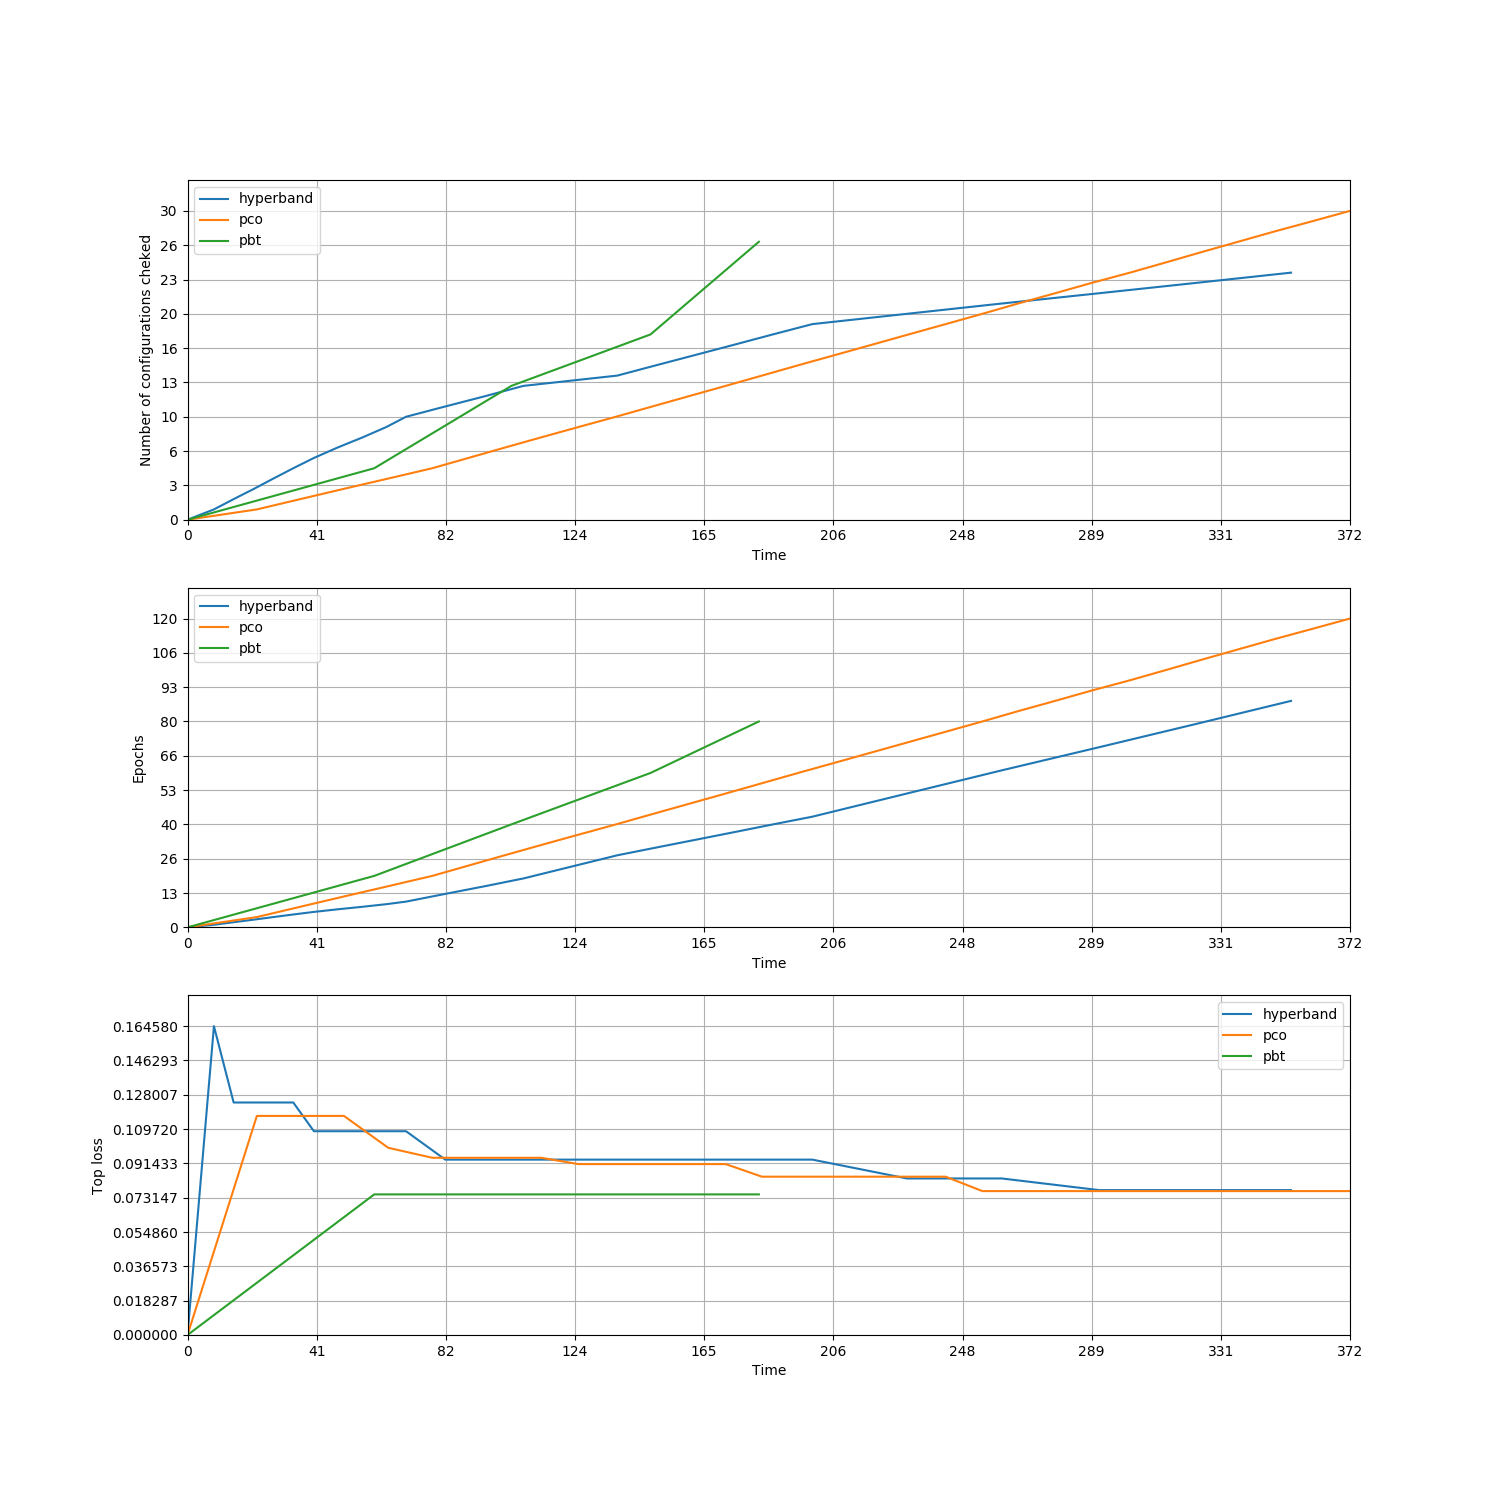 hyperband
pco
pbt
Number of configurations cheked
30
26
23
20
16
13
10
6
3
0
0 41 82 124 165 206 248 289 331 372
Time
hyperband
pco
pbt
Epochs
120
106
93
80
66
53
40
26
13
0
0 41 82 124 165 206 248 289 331 372
Time
hyperband
pco
pbt
Top loss
0.164580
0.146293
0.128007
0.109720
0.091433
0.073147
0.054860
0.036573
0.018287
0.000000
0 41 82 124 165 206 248 289 331 372
Time